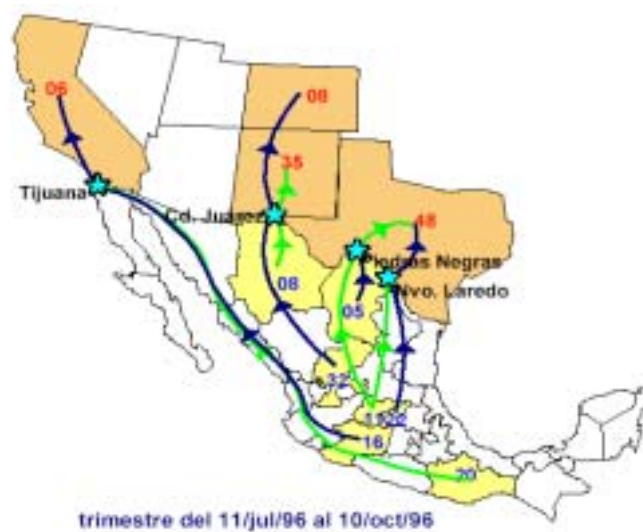 06
08
35
Tijuana
Cd. Juarez
48
Piedras Negras
08
Nvo. Laredo
05
32
1122
16
20
trimestre del 11/jul/96 al 10/oct/96